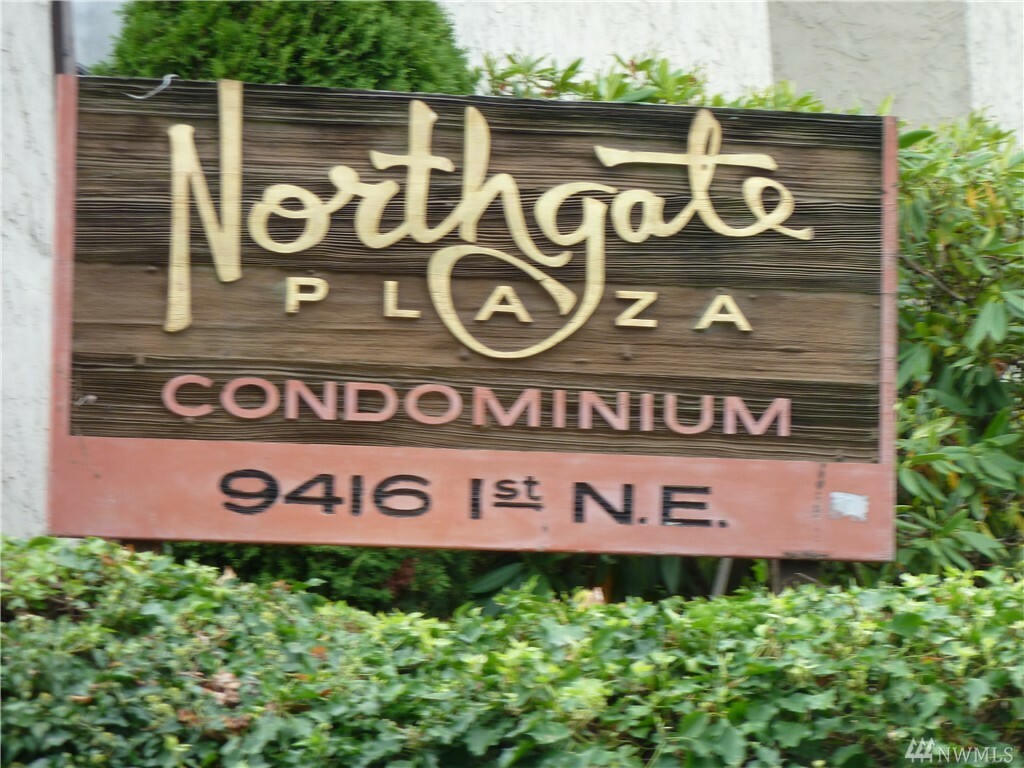 Northgate
PLAZA
CONDOMINIUM
9416 1st N.E.
NWMLS